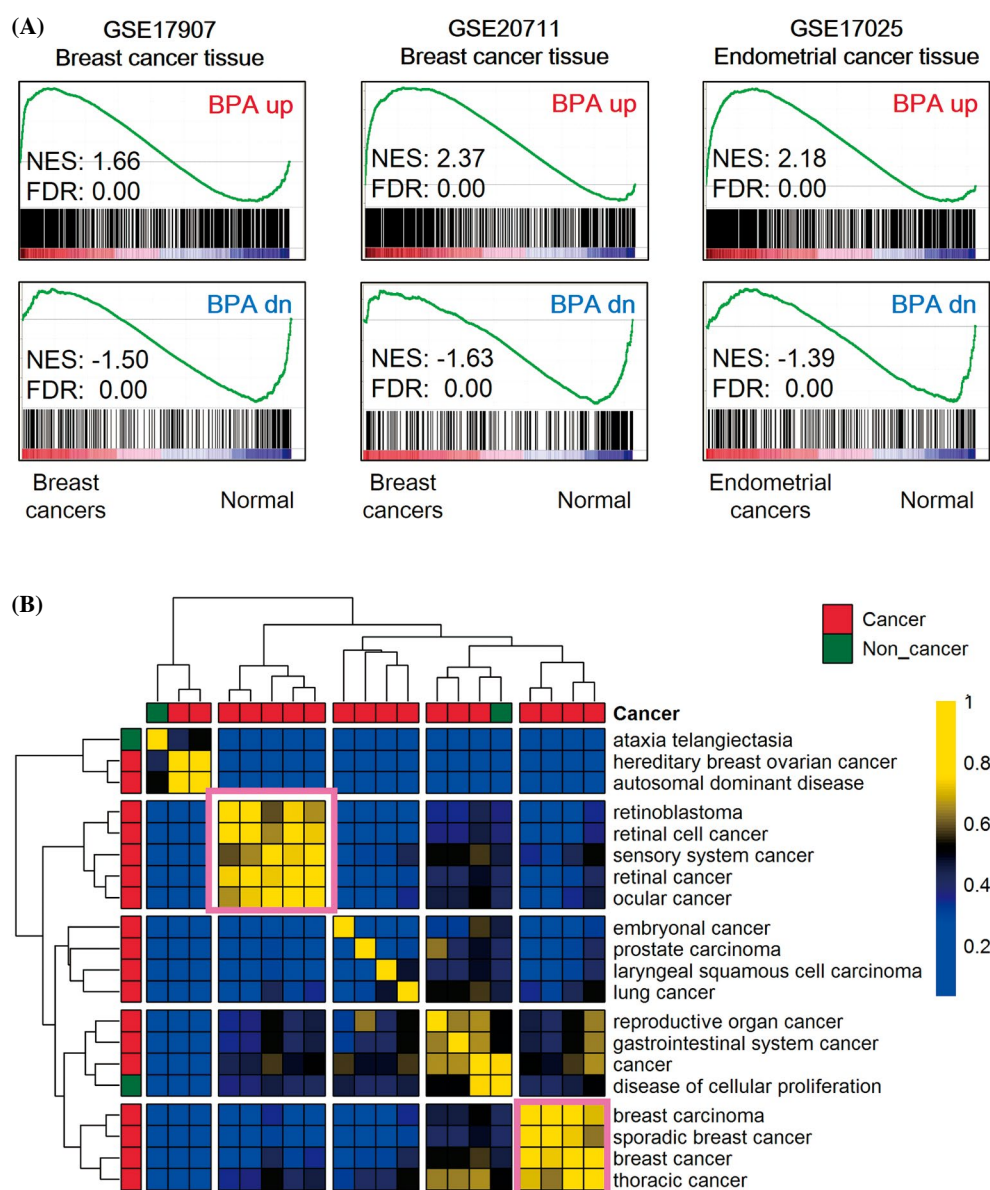 (A)
GSE17907
Breast cancer tissue
BPA up
NES: 1.66
FDR: 0.00
BPA dn
NES: -1.50
FDR: 0.00
Breast
cancers
Normal
GSE20711
Breast cancer tissue
BPA up
NES: 2.37
FDR: 0.00
BPA dn
NES: -1.63
FDR: 0.00
Breast
cancers
Normal
GSE17025
Endometrial cancer tissue
BPA up
NES: 2.18
FDR: 0.00
BPA dn
NES: -1.39
FDR: 0.00
Endometrial
cancers
Normal
(B)
Cancer
Non_cancer
Cancer
ataxia telangiectasia
hereditary breast ovarian cancer
autosomal dominant disease
retinoblastoma
retinal cell cancer
sensory system cancer
retinal cancer
ocular cancer
embryonal cancer
prostate carcinoma
laryngeal squamous cell carcinoma
lung cancer
reproductive organ cancer
gastrointestinal system cancer
cancer
disease of cellular proliferation
breast carcinoma
sporadic breast cancer
breast cancer
thoracic cancer
1
0.8
0.6
0.4
0.2